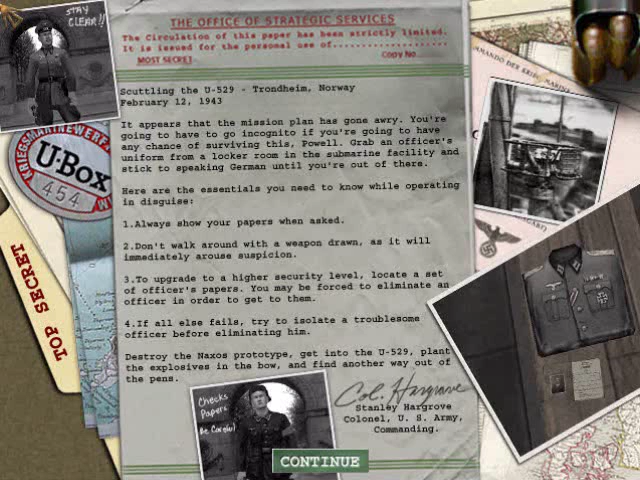 STAY
CLEAR!!
THE OFFICE OF STRATEGIC SERVICES
The Circulation of this paper has been strictly limited.
It is issued for the personal use of
MOST SECRET
Copy No
Scuttling the U-529 - Trondheim, Norway
February 12, 1943
It appears that the mission plan has gone awry. You're
going to have to go incognito if you're going to have
any chance of surviving this, Powell. Grab an officer's
uniform from a locker room in the submarine facility and
stick to speaking German until you're out of there.
Here are the essentials you need to know while operating
in disguise:
1.Always show your papers when asked.
2.Don't walk around with a weapon drawn, as it will
immediately arouse suspicion.
3.To upgrade to a higher security level, locate a set
of officer's papers. You may be forced to eliminate an
officer in order to get to them.
4.If all else fails, try to isolate a troublesome
officer before eliminating him.
Destroy the Naxos prototype, get into the U-529, plant
the explosives in the bow, and find another way out of
the pens.
Col. Hargrove
Stanley Hargrove
Colonel, U. S. Army,
Commanding.
KRIEGSMARINEWERFA
U-Box
454
TOP SECRET
Checks
Papers
Be Careful
CONTINUE